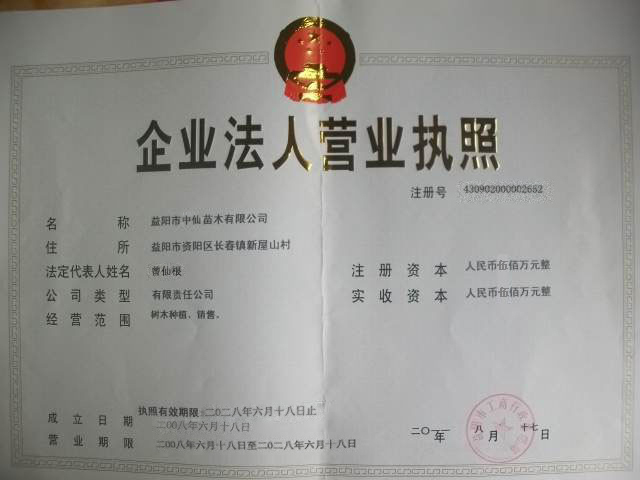 企业法人营业执照
注册号 430902000002652
名 称 益阳市中仙苗木有限公司
住 所 益阳市资阳区长春镇新屋山村
法定代表人姓名 曾仙根
注册资本 人民币伍佰万元整
公司类型 有限责任公司
实收资本 人民币伍佰万元整
经营范围 树木种植、销售。
执照有效期限:二〇二八年六月十八日止
成立日期 二〇〇八年六月十八日
营业期限 二〇〇八年六月十八日至二〇二八年六月十八日
二〇一一年八月十七日